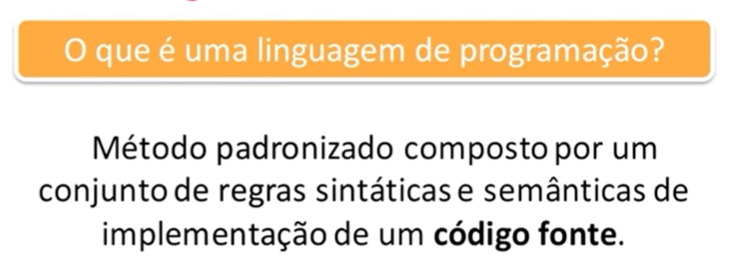 O que é uma linguagem de programação?
Método padronizado composto por um
conjunto de regras sintáticas e semânticas de
implementação de um código fonte.